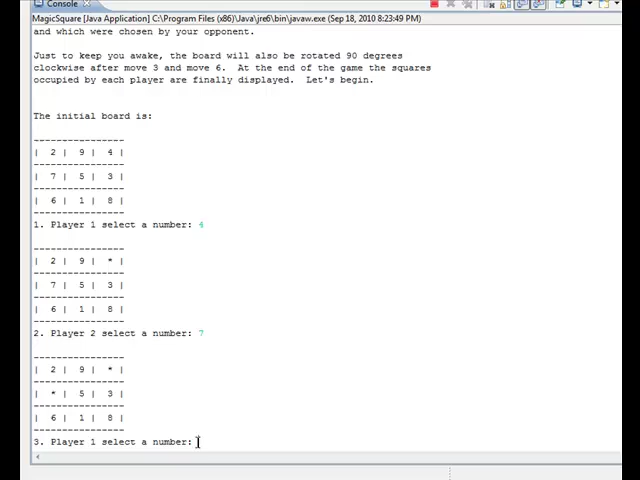 Console
MagicSquare [Java Application] C:\Program Files (x86)\Java\jre6\bin\javaw.exe (Sep 18, 2010 8:23:49 PM)
and which were chosen by your opponent.
Just to keep you awake, the board will also be rotated 90 degrees
clockwise after move 3 and move 6.  At the end of the game the squares
occupied by each player are finally displayed.  Let's begin.
The initial board is:
----------------
| 2 | 9 | 4 |
----------------
| 7 | 5 | 3 |
----------------
| 6 | 1 | 8 |
----------------
1. Player 1 select a number: 4
----------------
| 2 | 9 | * |
----------------
| 7 | 5 | 3 |
----------------
| 6 | 1 | 8 |
----------------
2. Player 2 select a number: 7
----------------
| 2 | 9 | * |
----------------
| * | 5 | 3 |
----------------
| 6 | 1 | 8 |
----------------
3. Player 1 select a number: